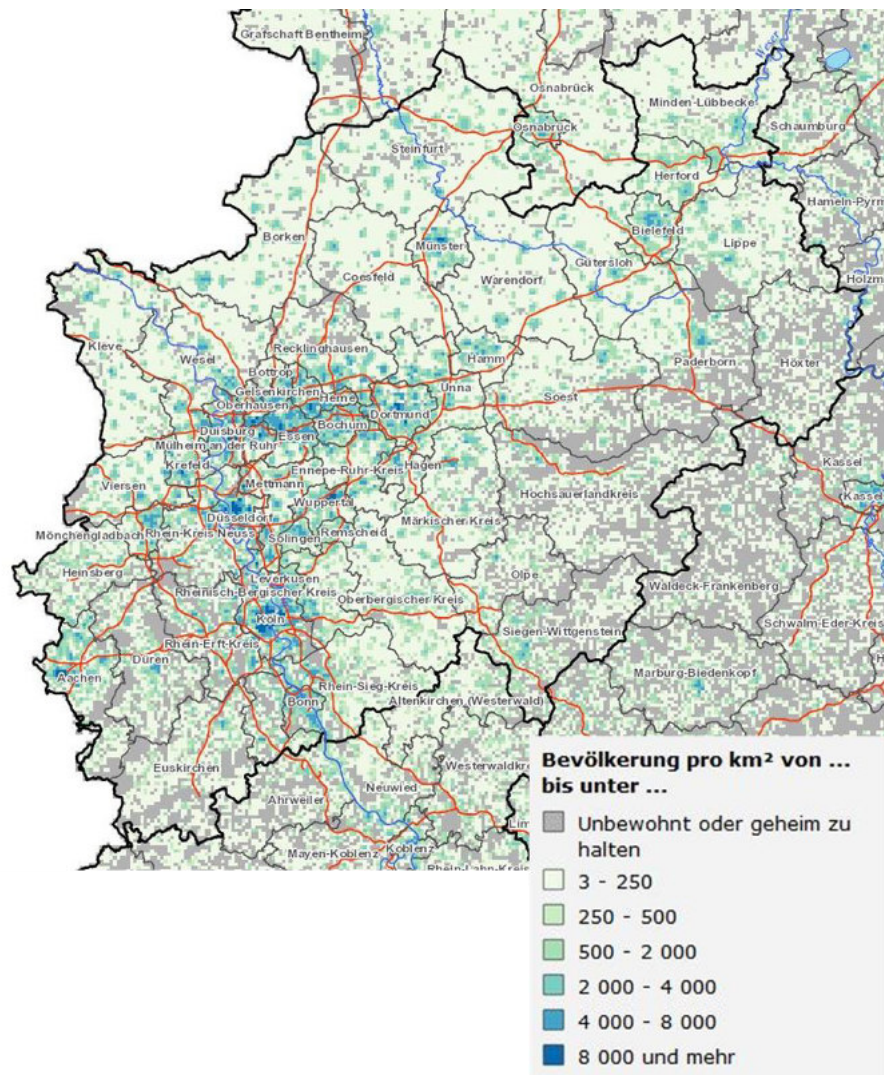 Grafschaft Bentheim
Weser
Osnabrück
Minden-Lübbecke
Osnabrück
Schaumburg
Steinfurt
Herford
Hameln-Pyrm
Bielefeld
Borken
Münster
Lippe
Coesfeld
Warendorf
Gütersloh
Holzm
Kleve
Wesel
Recklinghausen
Hamm
Paderborn
Höxter
Bottrop
Gelsenkirchen
Unna
Oberhausen
Herne
Soest
Dortmund
Duisburg
Bochum
Essen
Mülheim an der Ruhr
Krefeld
Ennepe-Ruhr-Kreis
Hagen
Kassel
Viersen
Mettmann
Wuppertal
Hochsauerlandkreis
Kassel
Düsseldorf
Märkischer Kreis
Mönchengladbach
Rhein-Kreis Neuss
Solingen
Remscheid
Heinsberg
Leverkusen
Olpe
Waldeck-Frankenberg
Rheinisch-Bergischer Kreis
Oberbergischer Kreis
Köln
Schwalm-Eder-Kreis
Siegen-Wittgenstein
Rhein-Erft-Kreis
Düren
Aachen
Marburg-Biedenkopf
Rhein-Sieg-Kreis
Bonn
Altenkirchen (Westerwald)
Euskirchen
Westerwaldkre
Neuwied
Ahrweiler
Lim
Mayen-Koblenz
Koblenz
Rhein-Lahn-Kreis
Bevölkerung pro km² von ...
bis unter ...
Unbewohnt oder geheim zu
halten
3 - 250
250 - 500
500 - 2 000
2 000 - 4 000
4 000 - 8 000
8 000 und mehr